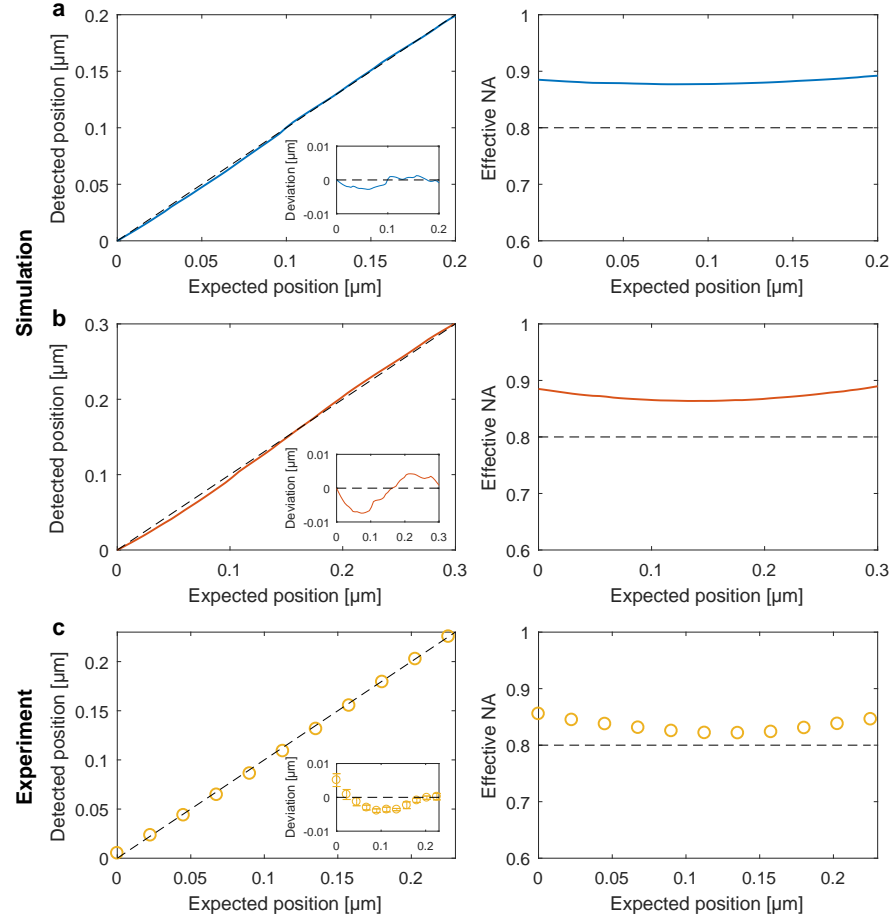 a
Simulation
Detected position [µm]
0.2
0.15
0.1
0.05
0
0 0.05 0.1 0.15 0.2
Expected position [µm]
Deviation [µm]
0.01
0
-0.01
0 0.2
Effective NA
1
0.9
0.8
0.7
0.6
0 0.05 0.1 0.15 0.2
Expected position [µm]
b
Detected position [µm]
0.3
0.2
0.1
0
0 0.1 0.2 0.3
Expected position [µm]
Deviation [µm]
0.01
0
-0.01
0 0.1 0.2 0.3
Effective NA
1
0.9
0.8
0.7
0.6
0 0.1 0.2 0.3
Expected position [µm]
c
Experiment
Detected position [µm]
0.2
0.15
0.1
0.05
0
0 0.05 0.1 0.15 0.2
Expected position [µm]
Deviation [µm]
0.01
0
-0.01
0 0.1 0.2
Effective NA
1
0.9
0.8
0.7
0.6
0 0.05 0.1 0.15 0.2
Expected position [µm]